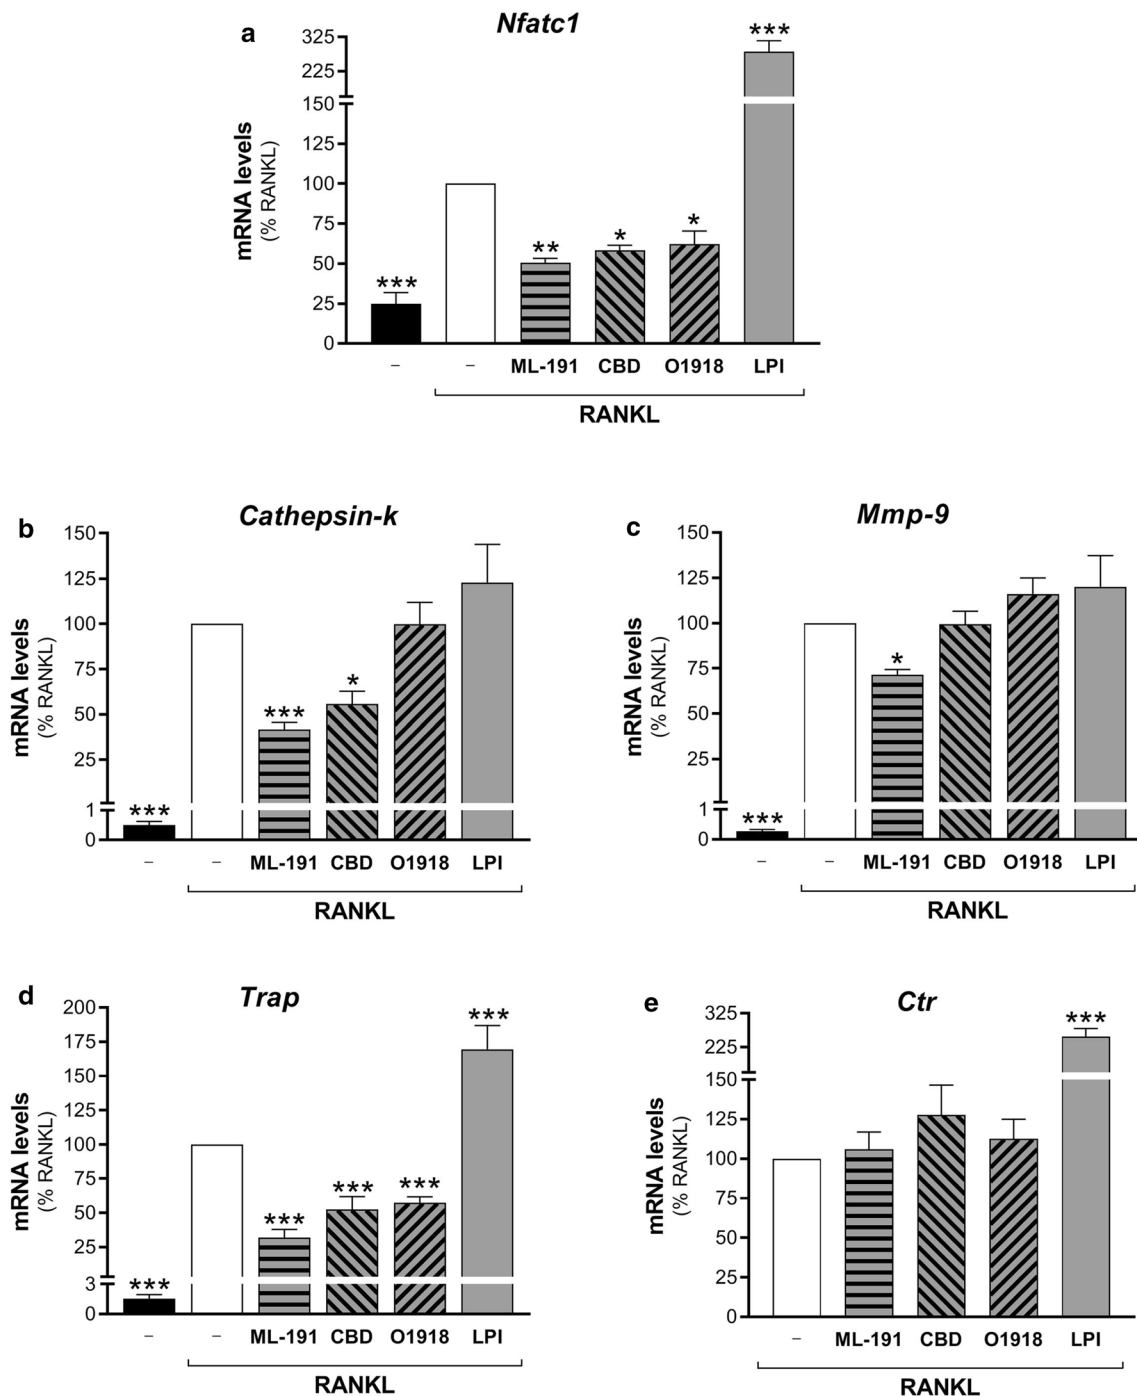 a
Nfatc1
mRNA levels
(% RANKL)
325
225
150
125
100
75
50
25
0
***
**
*
*
***
– – ML-191 CBD O1918 LPI
RANKL
b
Cathepsin-k
mRNA levels
(% RANKL)
150
125
100
75
50
25
1
0
***
***
*
– – ML-191 CBD O1918 LPI
RANKL
c
Mmp-9
mRNA levels
(% RANKL)
150
125
100
75
50
25
1
0
***
*
– – ML-191 CBD O1918 LPI
RANKL
d
Trap
mRNA levels
(% RANKL)
200
175
150
125
100
75
50
25
3
0
***
***
***
***
***
– – ML-191 CBD O1918 LPI
RANKL
e
Ctr
mRNA levels
(% RANKL)
325
225
150
125
100
75
50
25
0
***
– ML-191 CBD O1918 LPI
RANKL